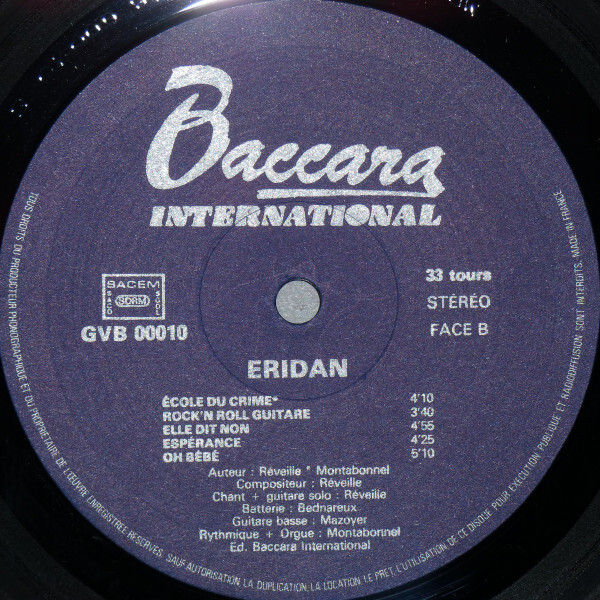 Baccara
INTERNATIONAL
SACEM
SACD SDRM SGDL
GVB 00010
33 tours
STÉRÉO
FACE B
ERIDAN
ÉCOLE DU CRIME* 4'10
ROCK'N ROLL GUITARE 3'40
ELLE DIT NON 4'55
ESPÉRANCE 4'25
OH BÉBÉ 5'10
Auteur : Réveille * Montabonnel
Compositeur : Réveille
Chant + guitare solo : Réveille
Batterie : Bednareux
Guitare basse : Mazoyer
Rythmique + Orgue : Montabonnel
Ed. Baccara International
TOUS DROITS DU PRODUCTEUR PHONOGRAPHIQUE ET DU PROPRIETAIRE DE L'ŒUVRE ENREGISTREE RESERVES. SAUF AUTORISATION, LA DUPLICATION, LA LOCATION, LE PRET, L'UTILISATION DE CE DISQUE POUR EXECUTION PUBLIQUE ET RADIODIFFUSION SONT INTERDITS. MADE IN FRANCE